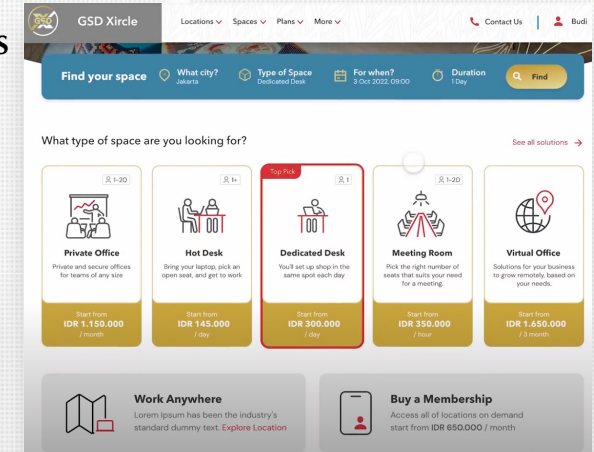 s
GSD
GSD Xircle
Locations
Spaces
Plans
More
Contact Us
Budi
Find your space
What city?
Jakarta
Type of Space
Dedicated Desk
For when?
3 Oct 2022, 09:00
Duration
1 Day
Find
What type of space are you looking for?
See all solutions →
1-20
Private Office
Private and secure offices
for teams of any size
Start from
IDR 1.150.000
/ month
1+
Hot Desk
Bring your laptop, pick an
open seat, and get to work
Start from
IDR 145.000
/ day
Top Pick
1
Dedicated Desk
You'll set up shop in the
same spot each day
Start from
IDR 300.000
/ day
1-20
Meeting Room
Pick the right number of
seats that suits your need
for a meeting.
Start from
IDR 350.000
/ hour
Virtual Office
Solutions for your business
to grow remotely, based on
your needs.
Start from
IDR 1.650.000
/ 3 month
Work Anywhere
Lorem Ipsum has been the industry's
standard dummy text. Explore Location
Buy a Membership
Access all of locations on demand
start from IDR 650.000 / month